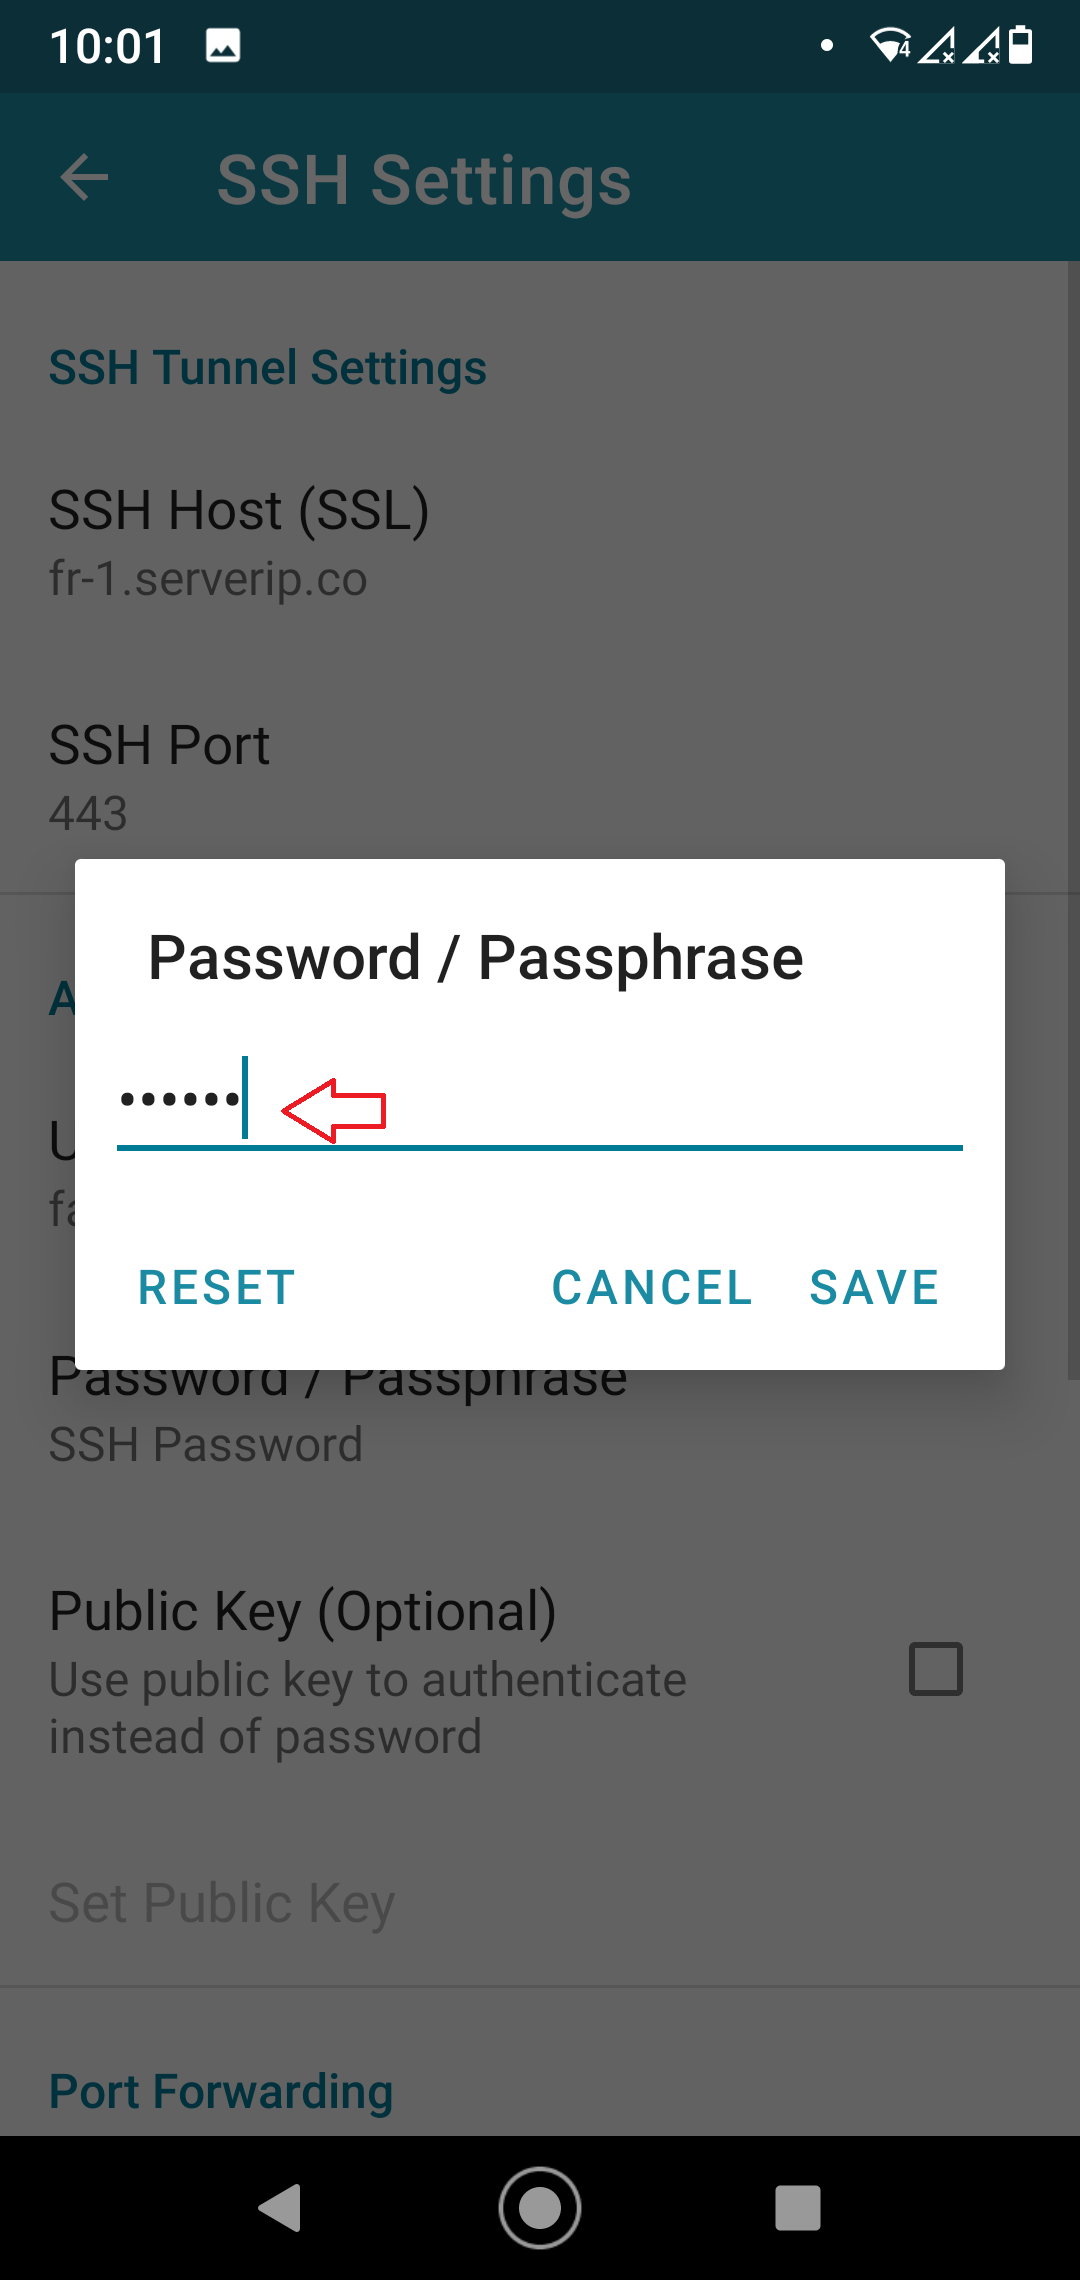 10:01
4
SSH Settings
SSH Tunnel Settings
SSH Host (SSL)
fr-1.serverip.co
SSH Port
443
Password / Passphrase
••••••
RESET CANCEL SAVE
Password / Passphrase
SSH Password
Public Key (Optional)
Use public key to authenticate
instead of password
Set Public Key
Port Forwarding